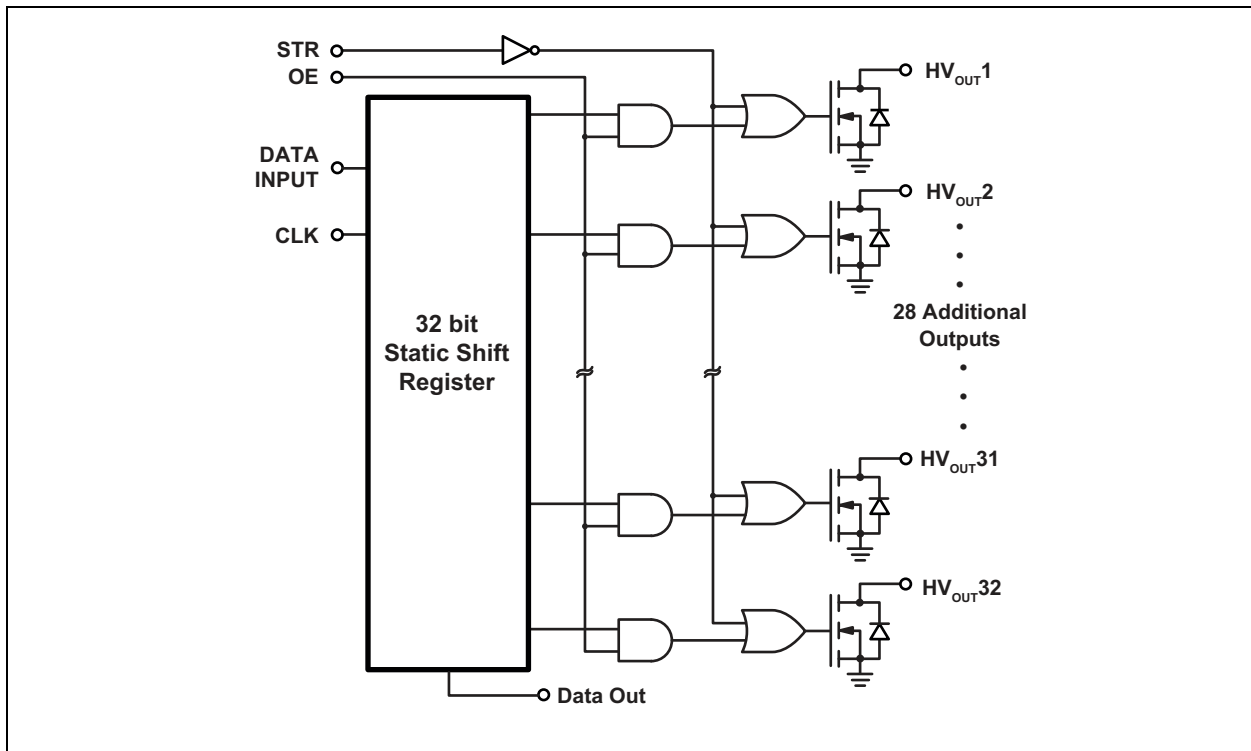 STR
OE
DATA
INPUT
CLK
32 bit
Static Shift
Register
Data Out
HVOUT1
HVOUT2
28 Additional
Outputs
HVOUT31
HVOUT32